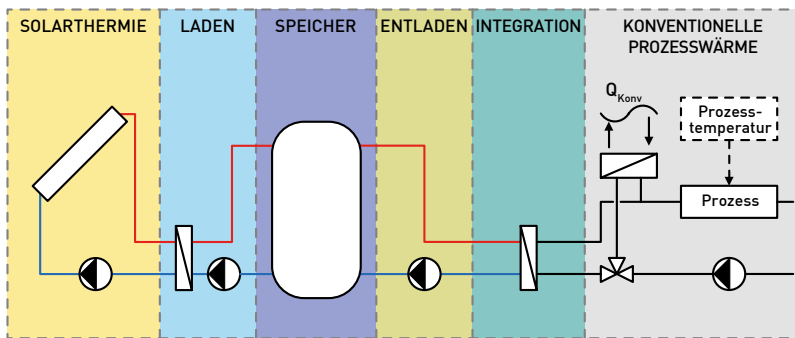 SOLARTHERMIE
LADEN
SPEICHER
ENTLADEN
INTEGRATION
KONVENTIONELLE
PROZESSWÄRME
QKonv
Prozess-
temperatur
Prozess